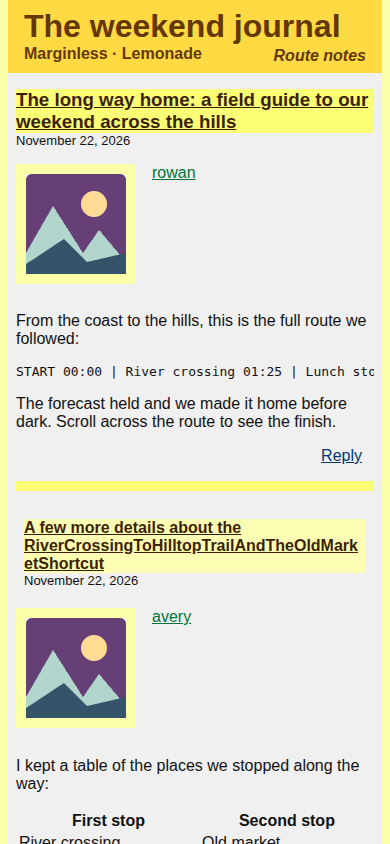 The weekend journal
Marginless · Lemonade
Route notes
The long way home: a field guide to our
weekend across the hills
November 22, 2026
rowan
From the coast to the hills, this is the full route we
followed:
START 00:00 | River crossing 01:25 | Lunch
The forecast held and we made it home before
dark. Scroll across the route to see the finish.
Reply
A few more details about the
RiverCrossingToHilltopTrailAndTheOldMark
etShortcut
November 22, 2026
avery
I kept a table of the places we stopped along the
way:
First stop Second stop
River crossing Old market